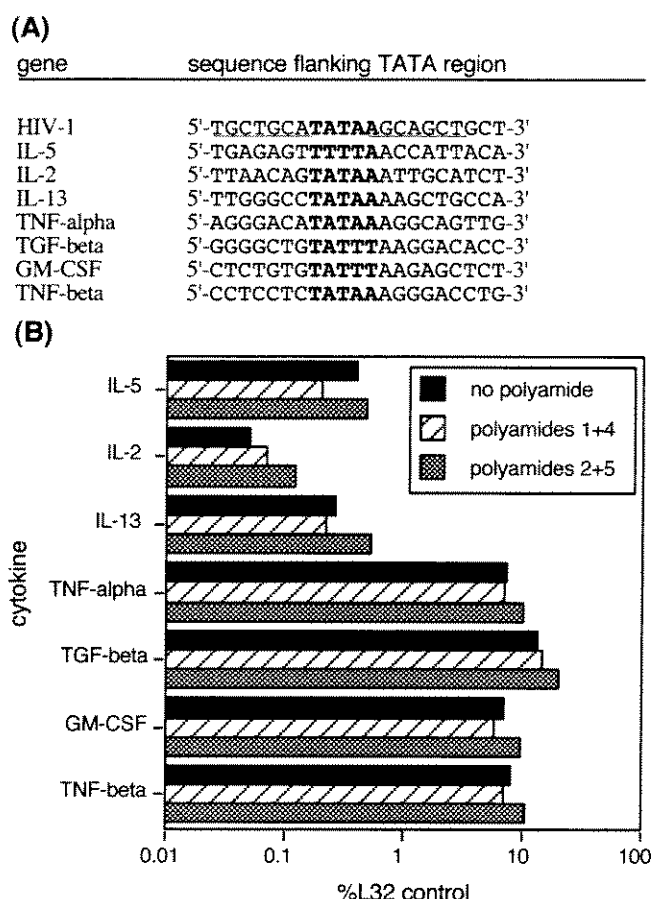 (A)
gene sequence flanking TATA region
HIV-1 5'-TGCTGCATATAAGCAGCTGCT-3'
IL-5 5'-TGAGAGTTTTTAACCATTACA-3'
IL-2 5'-TTAACAGTATAAATTGCATCT-3'
IL-13 5'-TTGGGCCTATAAAAGCTGCCA-3'
TNF-alpha 5'-AGGGACATATAAAGGCAGTTG-3'
TGF-beta 5'-GGGGCTGCTATTTAAGGACACC-3'
GM-CSF 5'-CTCTGTGTATTTAAGAGCTCT-3'
TNF-beta 5'-CCTCCTCTATAAAGGGACCTG-3'
(B)
no polyamide
polyamides 1+4
polyamides 2+5
cytokine
IL-5
IL-2
IL-13
TNF-alpha
TGF-beta
GM-CSF
TNF-beta
0.01 0.1 1 10 100
%L32 control